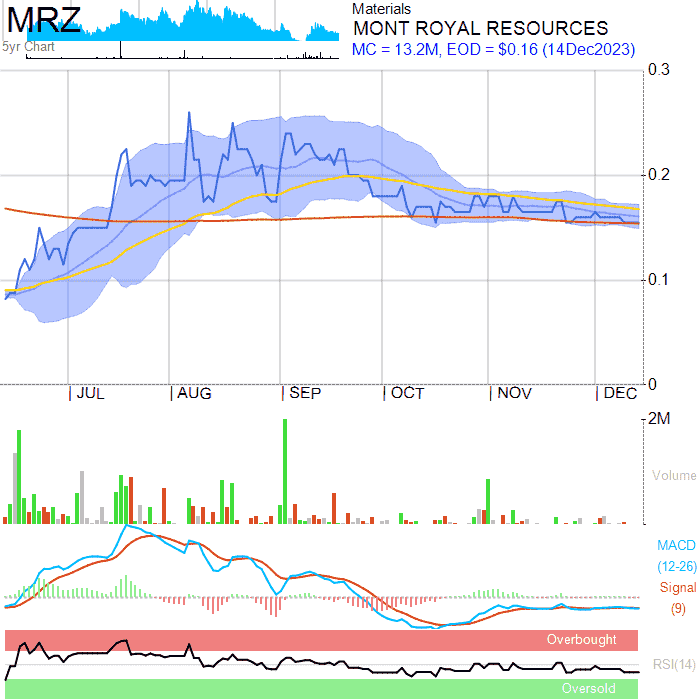 MRZ
5yr Chart
Materials
MONT ROYAL RESOURCES
MC = 13.2M, EOD = $0.16 (14Dec2023)
0.3
0.2
0.1
0
JUL AUG SEP OCT NOV DEC
2M
Volume
MACD
(12-26)
Signal
(9)
Overbought
RSI(14)
Oversold